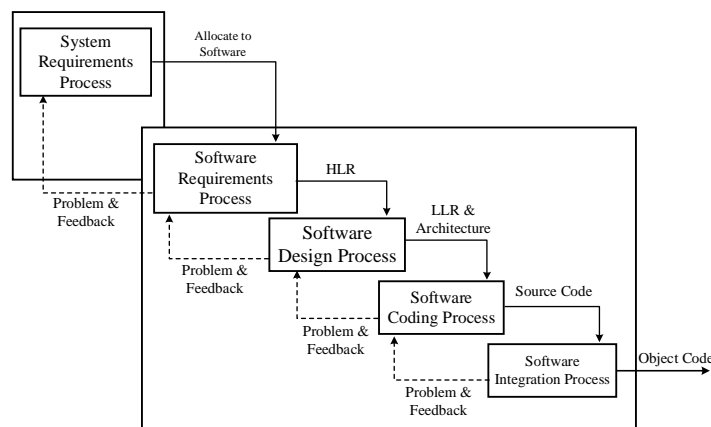 System
Requirements
Process
Allocate to
Software
Software
Requirements
Process
HLR
Problem &
Feedback
Software
Design Process
LLR &
Architecture
Problem &
Feedback
Software
Coding Process
Source Code
Problem &
Feedback
Software
Integration Process
Object Code
Problem &
Feedback